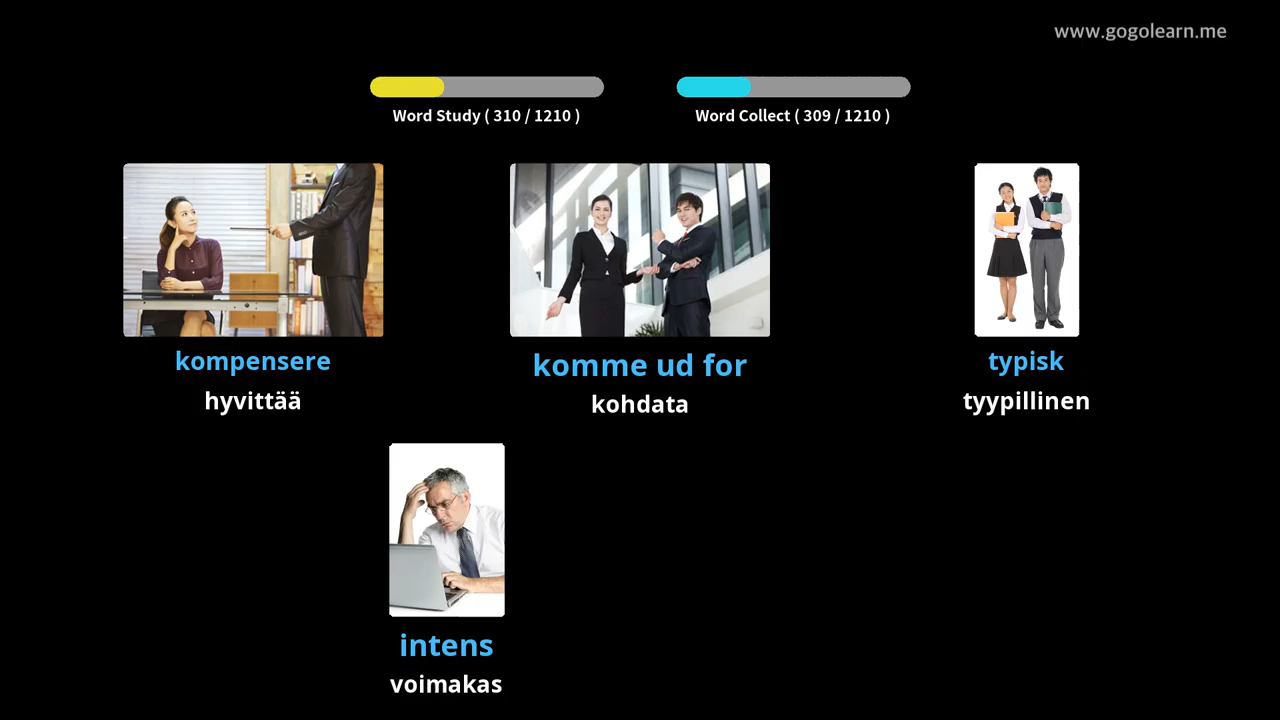 www.gogolearn.me
Word Study ( 310 / 1210 )
Word Collect ( 309 / 1210 )
kompensere
hyvittää
komme ud for
kohdata
typisk
tyypillinen
intens
voimakas